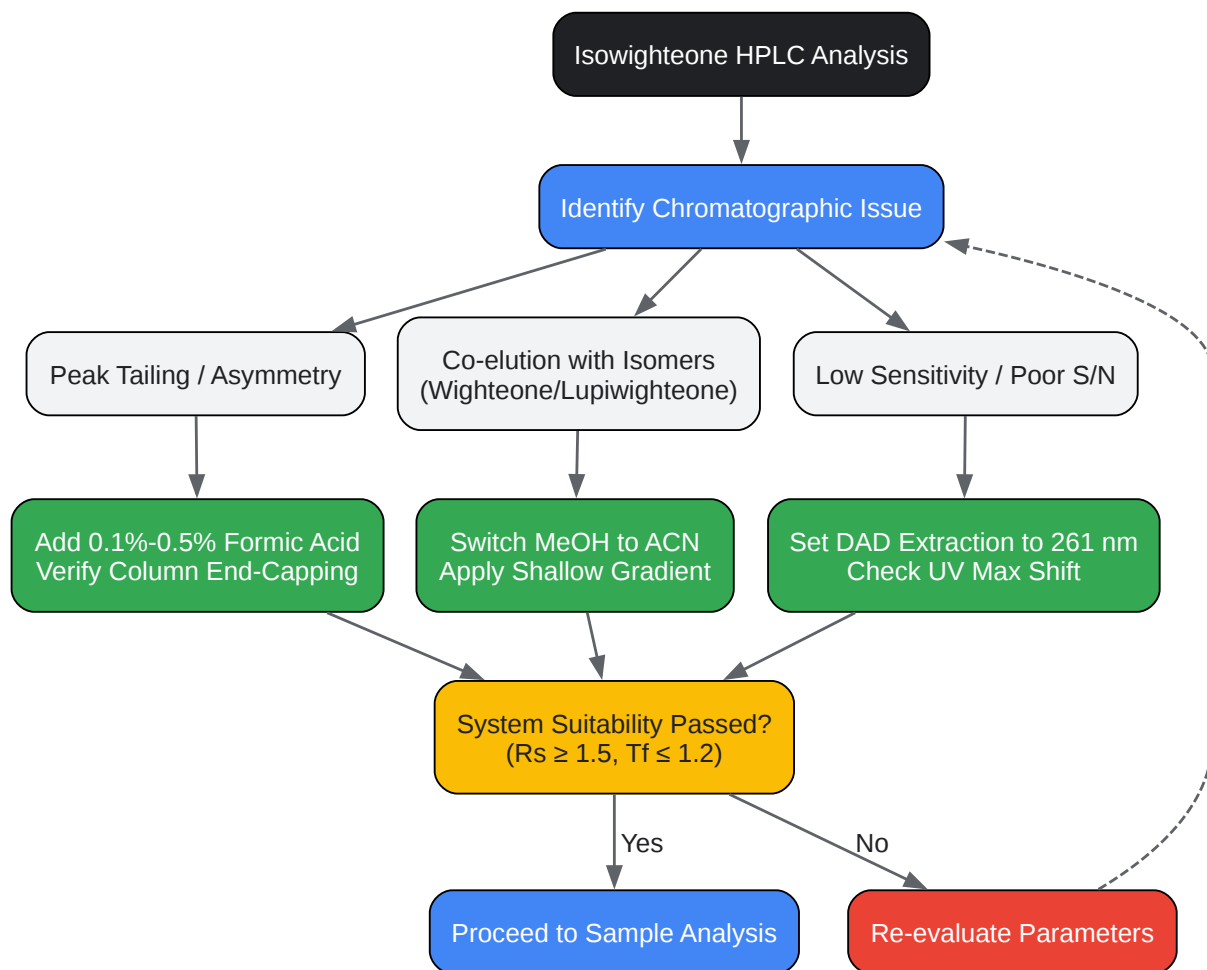 Isowighteone HPLC Analysis
Identify Chromatographic Issue
Peak Tailing / Asymmetry
Co-elution with Isomers
(Wighteone/Lupiwighteone)
Low Sensitivity / Poor S/N
Add 0.1%-0.5% Formic Acid
Verify Column End-Capping
Switch MeOH to ACN
Apply Shallow Gradient
Set DAD Extraction to 261 nm
Check UV Max Shift
System Suitability Passed?
(Rs ≥ 1.5, Tf ≤ 1.2)
Yes
No
Proceed to Sample Analysis
Re-evaluate Parameters